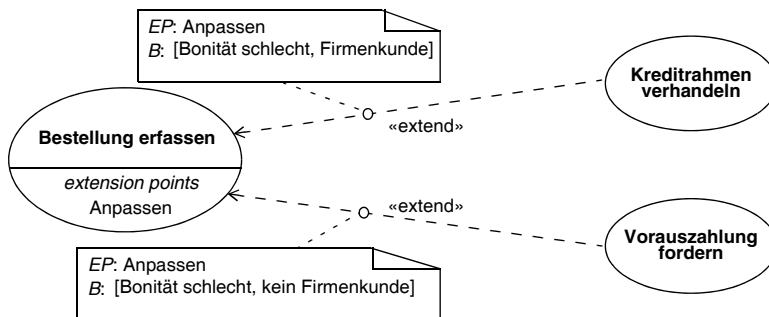 EP: Anpassen
B: [Bonität schlecht, Firmenkunde]
Kreditrahmen
verhandeln
Bestellung erfassen
«extend»
extension points
Anpassen
«extend»
Vorauszahlung
fordern
EP: Anpassen
B: [Bonität schlecht, kein Firmenkunde]